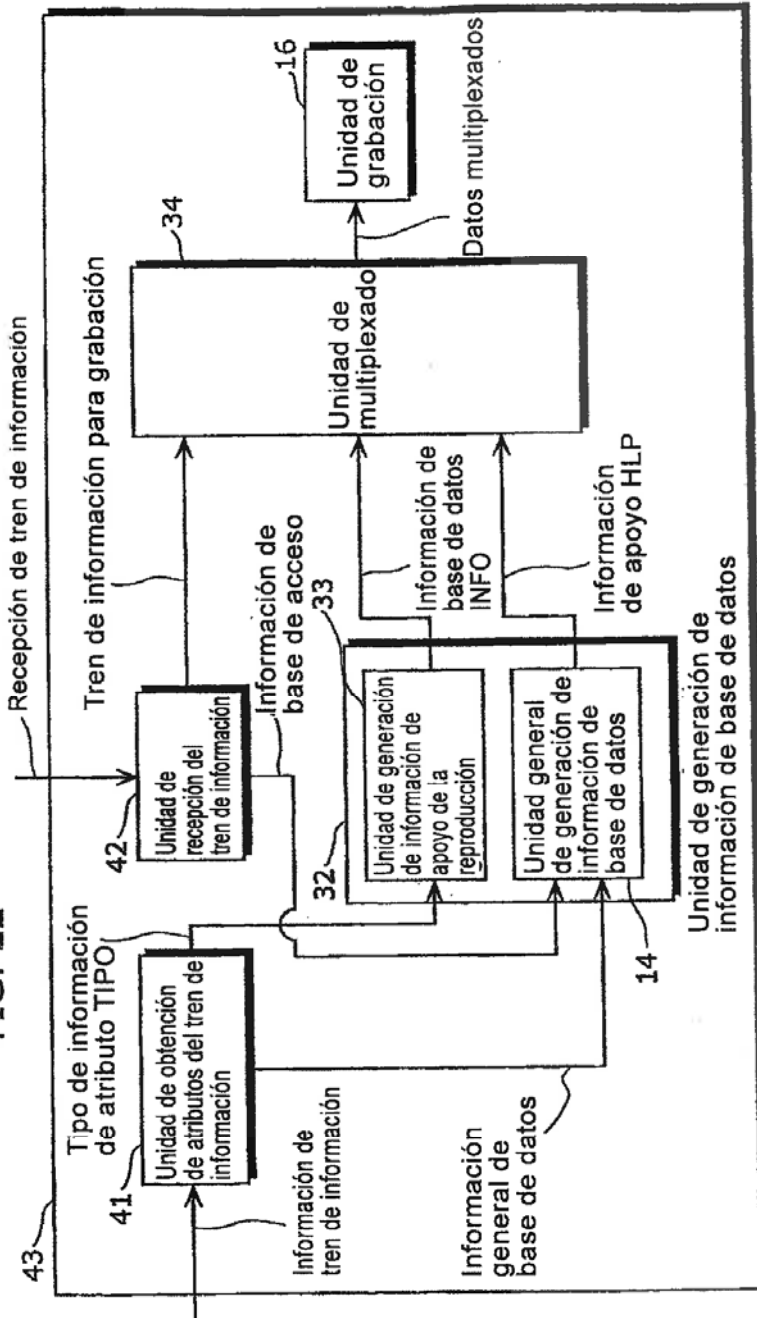 43
Recepción de tren de información
Tipo de información
de atributo TIPO
41
Unidad de obtención
de atributos del tren de
información
Información de
tren de información
Información
general de
base de datos
42
Unidad de
recepción del
tren de información
Tren de información para grabación
Información de
base de acceso
32
33
Unidad de generación
de información de
apoyo de la
reproducción
Unidad general
de generación de
información de
base de datos
14
Unidad de generación de
información de base de datos
Información de
base de datos
INFO
Información
de apoyo HLP
34
Unidad de
multiplexado
Datos multiplexados
16
Unidad de
grabación